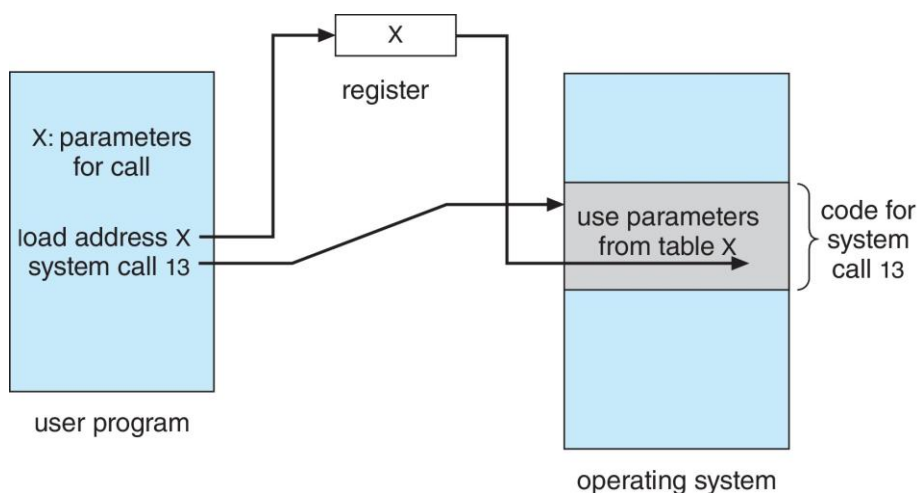 X
register
X: parameters
for call
load address X
system call 13
user program
use parameters
from table X
code for
system
call 13
operating system